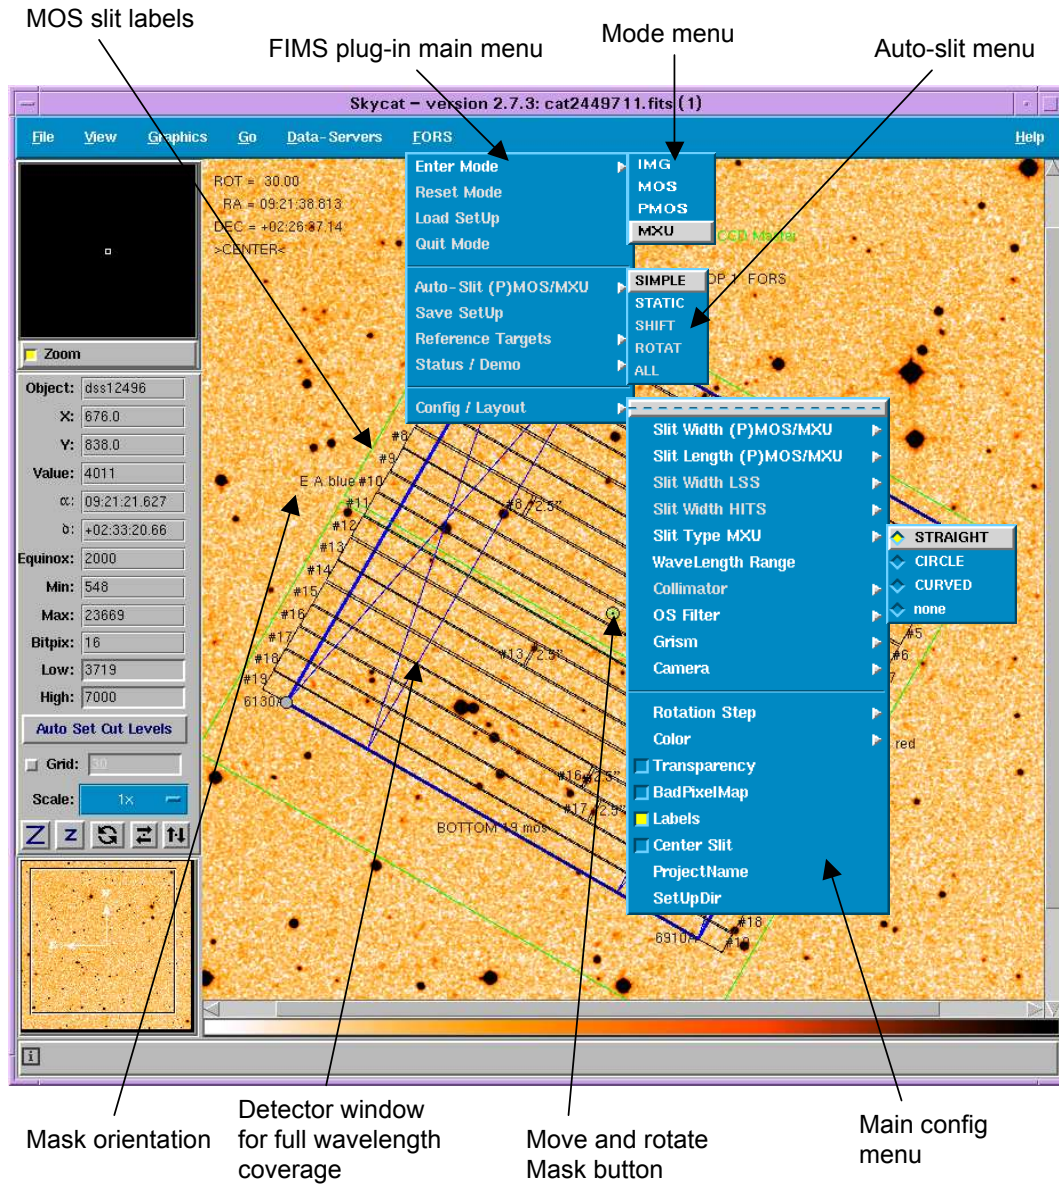 MOS slit labels
FIMS plug-in main menu
Mode menu
Auto-slit menu
Skycat - version 2.7.3: cat2449711.fits (1)
File View Graphics Go Data-Servers FORS Help
Enter Mode
Reset Mode
Load SetUp
Quit Mode
Auto-Slit (P)MOS/MXU
Save SetUp
Reference Targets
Status / Demo
Config / Layout
IMG
MOS
PMOS
MXU
SIMPLE
STATIC
SHIFT
ROTAT
ALL
Slit Width (P)MOS/MXU
Slit Length (P)MOS/MXU
Slit Width LSS
Slit Width HITS
Slit Type MXU
WaveLength Range
Collimator
OS Filter
Grism
Camera
Rotation Step
Color
Transparency
BadPixelMap
Labels
Center Slit
ProjectName
SetUpDir
STRAIGHT
CIRCLE
CURVED
none
ROT = 30.00
RA = 09:21:38.813
DEC = +02:26:37.14
>CENTER<
CCD Master
OP 1 FORS
#8
#9
E A blue #10
#11
#12
#13
#14
#15
#16
#17
#18
#19
6130A
#8/2.5"
#13/2.5"
#16/2.5"
#17/2.5"
BOTTOM 19 mos
#5
#6
red
#18
#19
6910A
Zoom
Object: dss12496
X: 676.0
Y: 838.0
Value: 4011
α: 09:21:21.627
δ: +02:33:20.66
Equinox: 2000
Min: 548
Max: 23669
Bitpix: 16
Low: 3719
High: 7000
Auto Set Cut Levels
Grid: 30
Scale: 1x
Z z
Mask orientation
Detector window
for full wavelength
coverage
Move and rotate
Mask button
Main config
menu